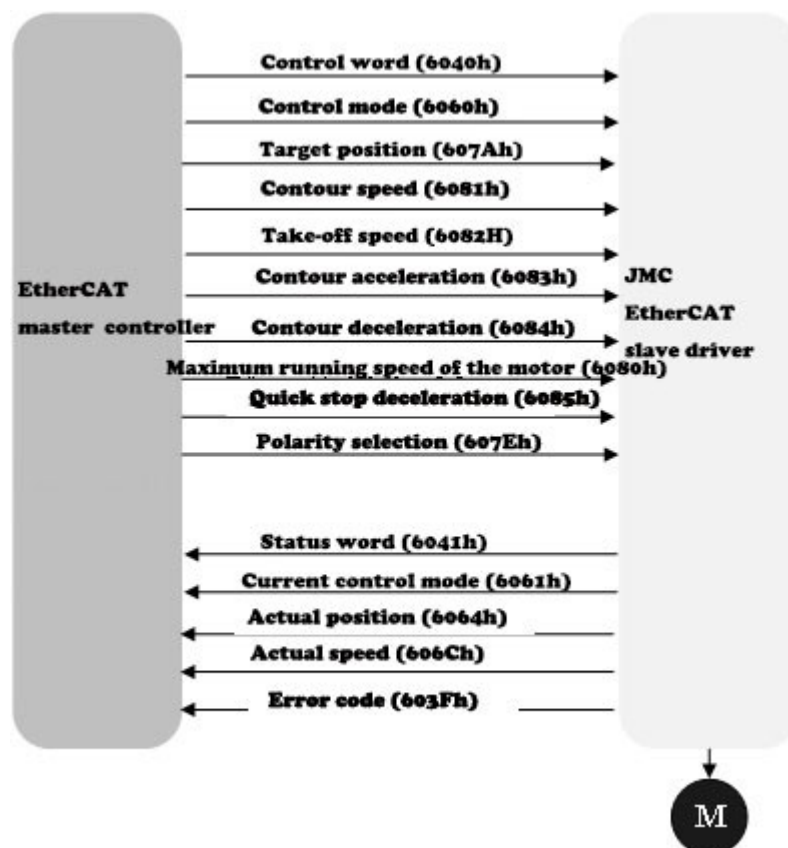 Control word (6040h)
Control mode (6060h)
Target position (607Ah)
Contour speed (6081h)
Take-off speed (6082H)
Contour acceleration (6083h)
Contour deceleration (6084h)
Maximum running speed of the motor (6080h)
Quick stop deceleration (6085h)
Polarity selection (607Eh)
EtherCAT
master controller
JMC
EtherCAT
slave driver
Status word (6041h)
Current control mode (6061h)
Actual position (6064h)
Actual speed (606Ch)
Error code (603Fh)
M